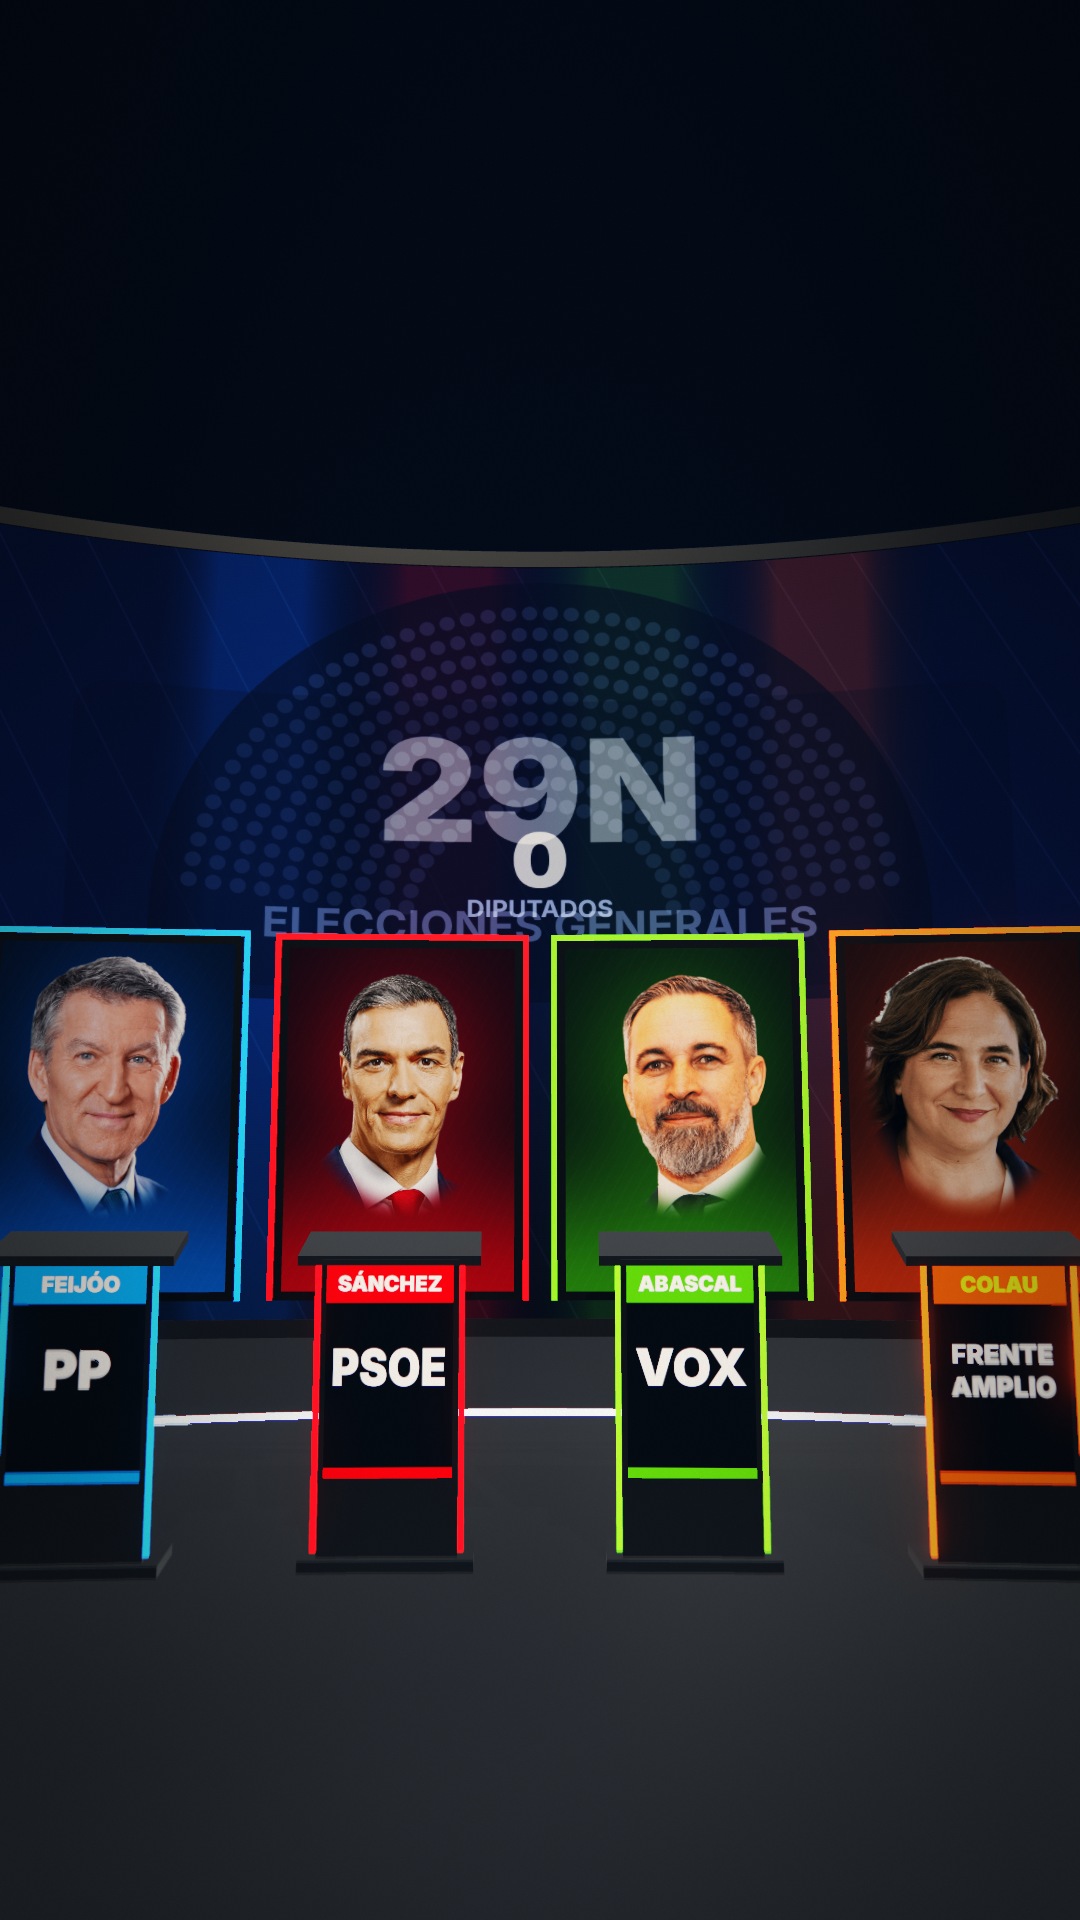 29N
0
DIPUTADOS
ELECCIONES GENERALES
FEIJÓO
PP
SÁNCHEZ
PSOE
ABASCAL
VOX
COLAU
FRENTE
AMPLIO